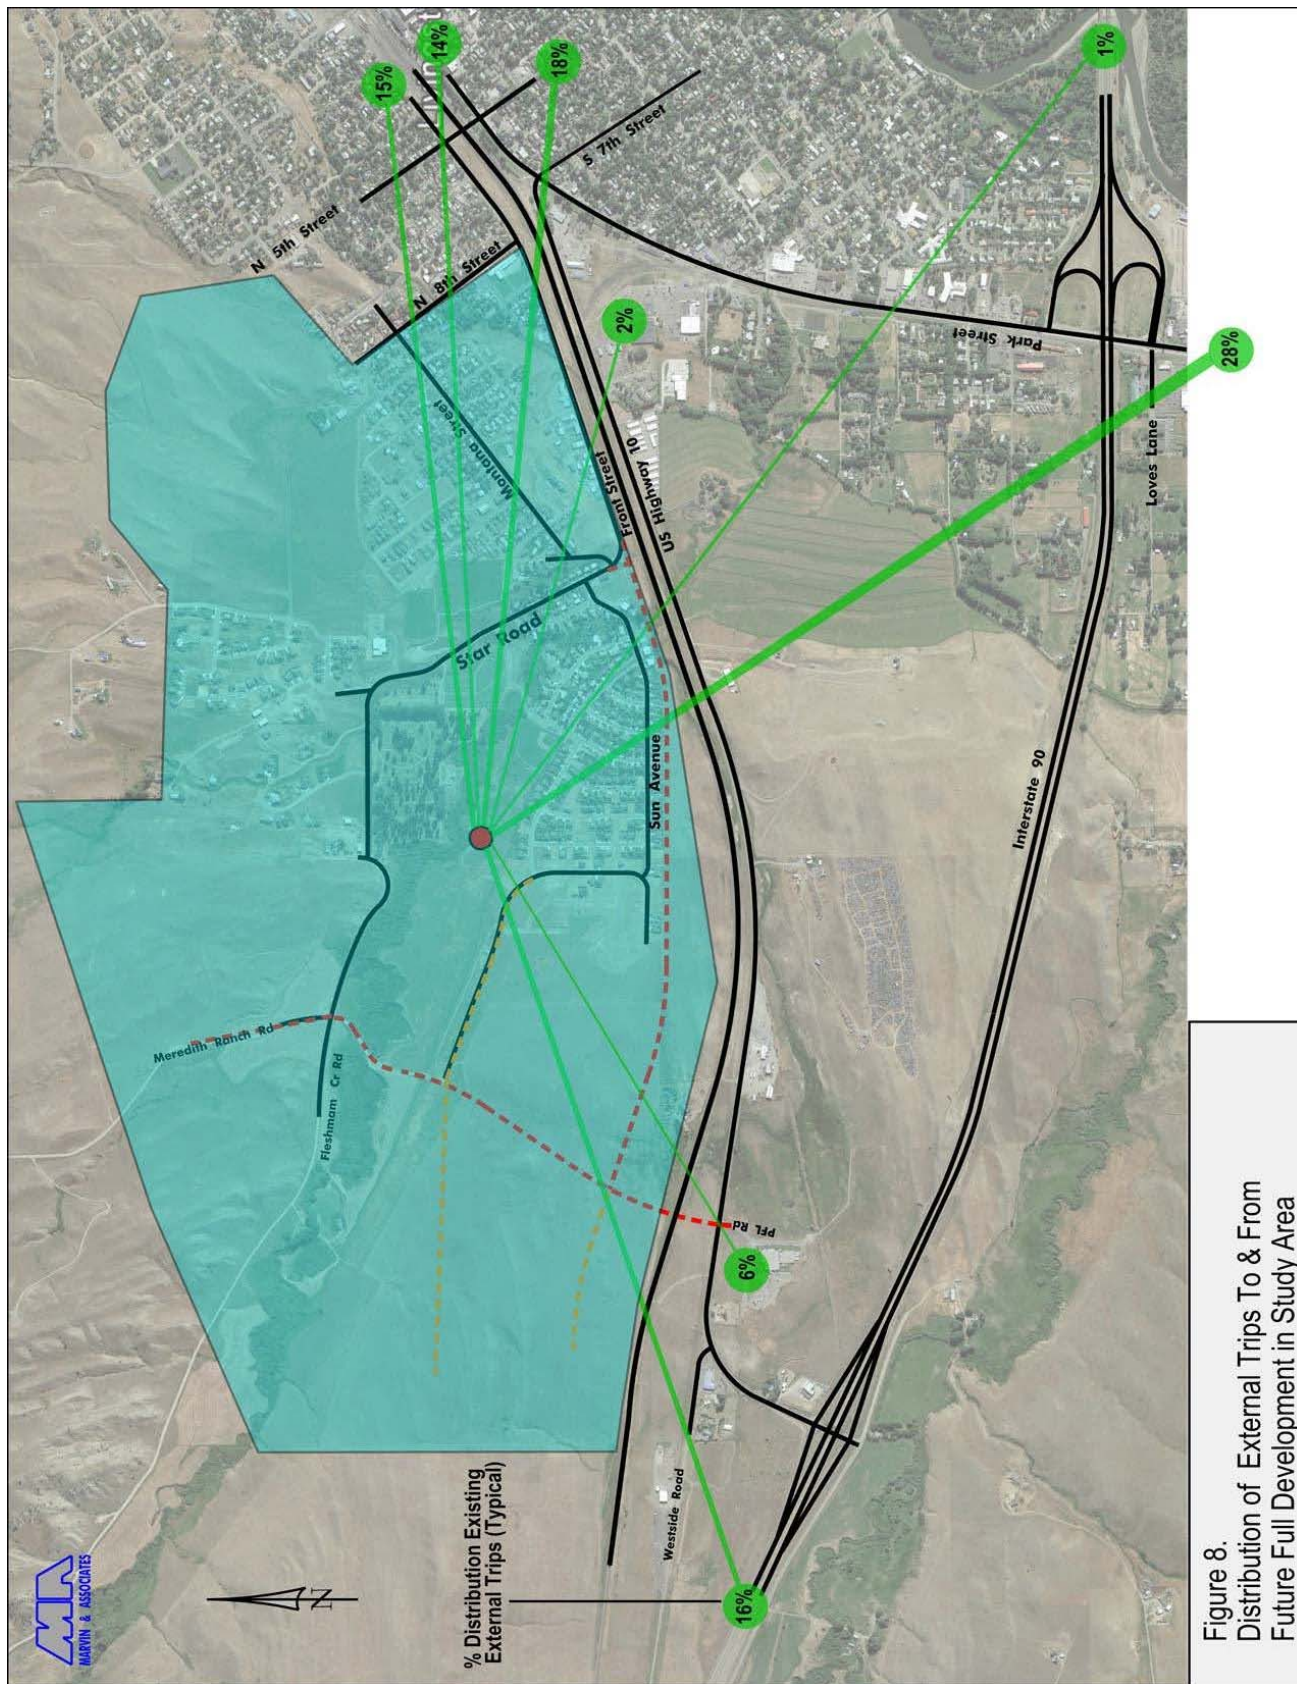 MARVIN & ASSOCIATES
N
% Distribution Existing
External Trips (Typical)
16%
Westside Road
6%
PFL Rd
Meredith Ranch Rd
Fleshmam Cr Rd
Interstate 90
Sun Avenue
Star Road
Front Street
US Highway 10
Montana Street
N 8th Street
N 5th Street
S 7th Street
Park Street
Loves Lane
15%
14%
18%
2%
1%
28%
Figure 8.
Distribution of External Trips To & From
Future Full Development in Study Area